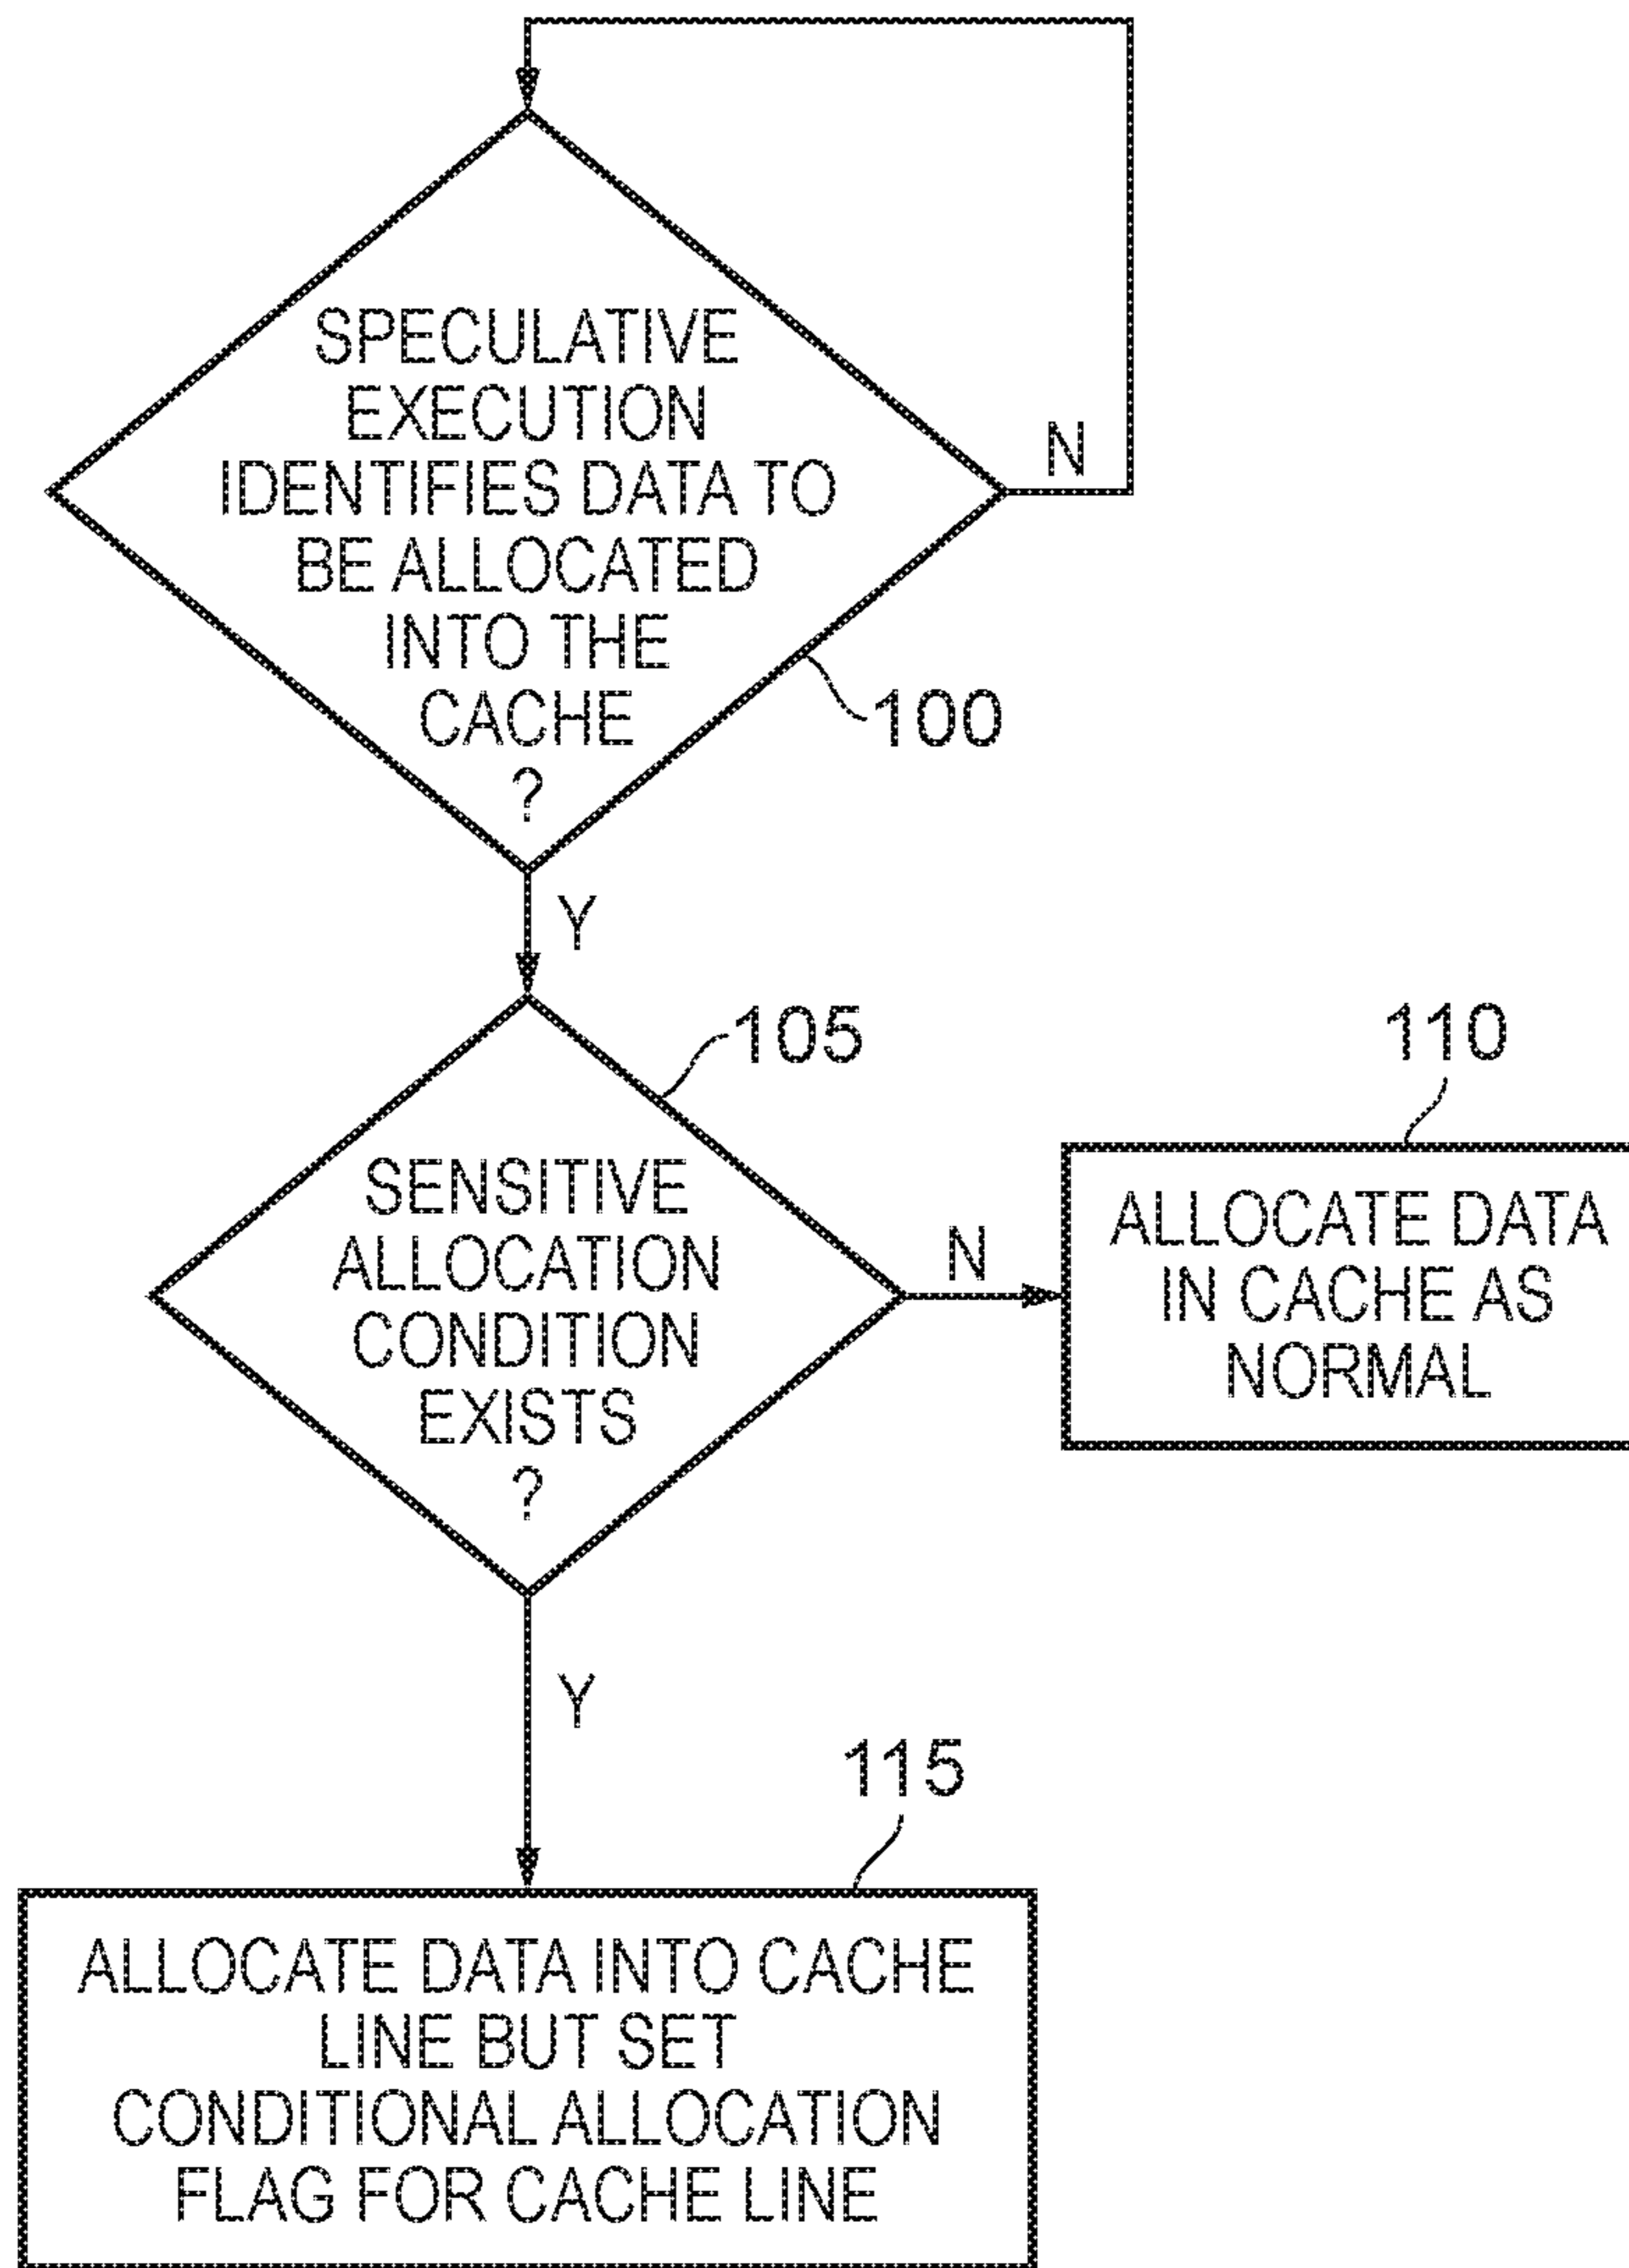 SPECULATIVE
EXECUTION
IDENTIFIES DATA TO
BE ALLOCATED
INTO THE
CACHE
?
N
100
Y
105
SENSITIVE
ALLOCATION
CONDITION
EXISTS
?
N
110
ALLOCATE DATA
IN CACHE AS
NORMAL
Y
115
ALLOCATE DATA INTO CACHE
LINE BUT SET
CONDITIONAL ALLOCATION
FLAG FOR CACHE LINE